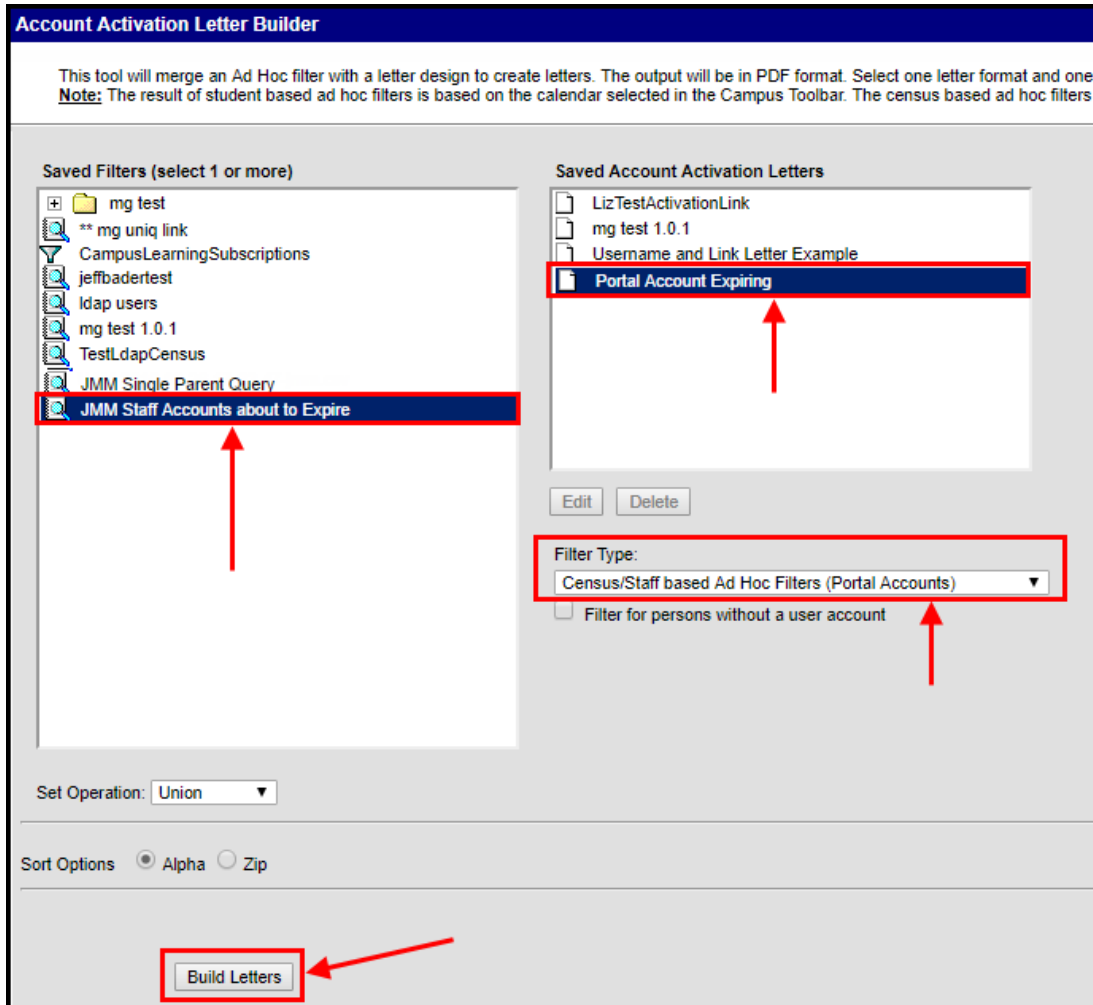 Account Activation Letter Builder
This tool will merge an Ad Hoc filter with a letter design to create letters. The output will be in PDF format. Select one letter format and one
Note: The result of student based ad hoc filters is based on the calendar selected in the Campus Toolbar. The census based ad hoc filters
Saved Filters (select 1 or more)
mg test
** mg uniq link
CampusLearningSubscriptions
jeffbadertest
ldap users
mg test 1.0.1
TestLdapCensus
JMM Single Parent Query
JMM Staff Accounts about to Expire
Saved Account Activation Letters
LizTestActivationLink
mg test 1.0.1
Username and Link Letter Example
Portal Account Expiring
Edit Delete
Filter Type:
Census/Staff based Ad Hoc Filters (Portal Accounts)
Filter for persons without a user account
Set Operation: Union
Sort Options Alpha Zip
Build Letters